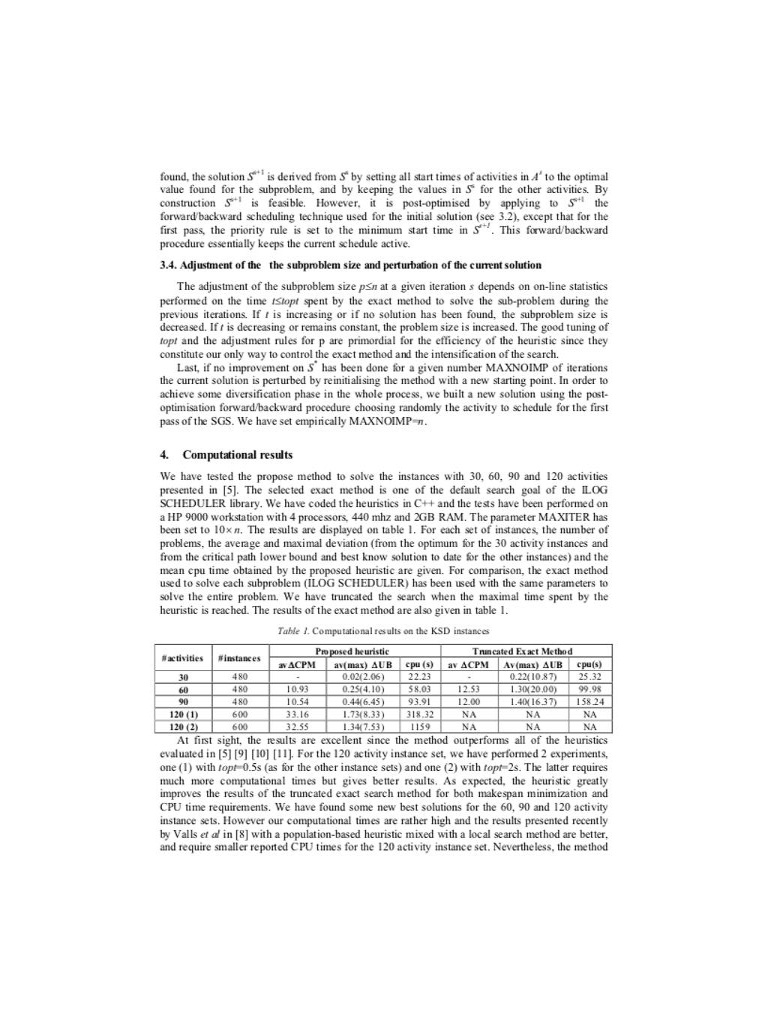 found, the solution S^{s+1} is derived from S^s by setting all start times of activities in A^s to the optimal
value found for the subproblem, and by keeping the values in S^s for the other activities. By
construction S^{s+1} is feasible. However, it is post-optimised by applying to S^{s+1} the
forward/backward scheduling technique used for the initial solution (see 3.2), except that for the
first pass, the priority rule is set to the minimum start time in S^{s+1}. This forward/backward
procedure essentially keeps the current schedule active.
3.4. Adjustment of the the subproblem size and perturbation of the current solution
The adjustment of the subproblem size p≤n at a given iteration s depends on on-line statistics
performed on the time t≤topt spent by the exact method to solve the sub-problem during the
previous iterations. If t is increasing or if no solution has been found, the subproblem size is
decreased. If t is decreasing or remains constant, the problem size is increased. The good tuning of
topt and the adjustment rules for p are primordial for the efficiency of the heuristic since they
constitute our only way to control the exact method and the intensification of the search.
Last, if no improvement on S^* has been done for a given number MAXNOIMP of iterations
the current solution is perturbed by reinitialising the method with a new starting point. In order to
achieve some diversification phase in the whole process, we built a new solution using the post-
optimisation forward/backward procedure choosing randomly the activity to schedule for the first
pass of the SGS. We have set empirically MAXNOIMP=n.
4. Computational results
We have tested the propose method to solve the instances with 30, 60, 90 and 120 activities
presented in [5]. The selected exact method is one of the default search goal of the ILOG
SCHEDULER library. We have coded the heuristics in C++ and the tests have been performed on
a HP 9000 workstation with 4 processors, 440 mhz and 2GB RAM. The parameter MAXITER has
been set to 10× n. The results are displayed on table 1. For each set of instances, the number of
problems, the average and maximal deviation (from the optimum for the 30 activity instances and
from the critical path lower bound and best know solution to date for the other instances) and the
mean cpu time obtained by the proposed heuristic are given. For comparison, the exact method
used to solve each subproblem (ILOG SCHEDULER) has been used with the same parameters to
solve the entire problem. We have truncated the search when the maximal time spent by the
heuristic is reached. The results of the exact method are also given in table 1.
Table 1. Computational results on the KSD instances
#activities #instances Proposed heuristic Truncated Exact Method
av ΔCPM av(max) ΔUB cpu (s) av ΔCPM Av(max) ΔUB cpu(s)
30 480 - 0.02(2.06) 22.23 - 0.22(10.87) 25.32
60 480 10.93 0.25(4.10) 58.03 12.53 1.30(20.00) 99.98
90 480 10.54 0.44(6.45) 93.91 12.00 1.40(16.37) 158.24
120 (1) 600 33.16 1.73(8.33) 318.32 NA NA NA
120 (2) 600 32.55 1.34(7.53) 1159 NA NA NA
At first sight, the results are excellent since the method outperforms all of the heuristics
evaluated in [5] [9] [10] [11]. For the 120 activity instance set, we have performed 2 experiments,
one (1) with topt=0.5s (as for the other instance sets) and one (2) with topt=2s. The latter requires
much more computational times but gives better results. As expected, the heuristic greatly
improves the results of the truncated exact search method for both makespan minimization and
CPU time requirements. We have found some new best solutions for the 60, 90 and 120 activity
instance sets. However our computational times are rather high and the results presented recently
by Valls et al in [8] with a population-based heuristic mixed with a local search method are better,
and require smaller reported CPU times for the 120 activity instance set. Nevertheless, the method